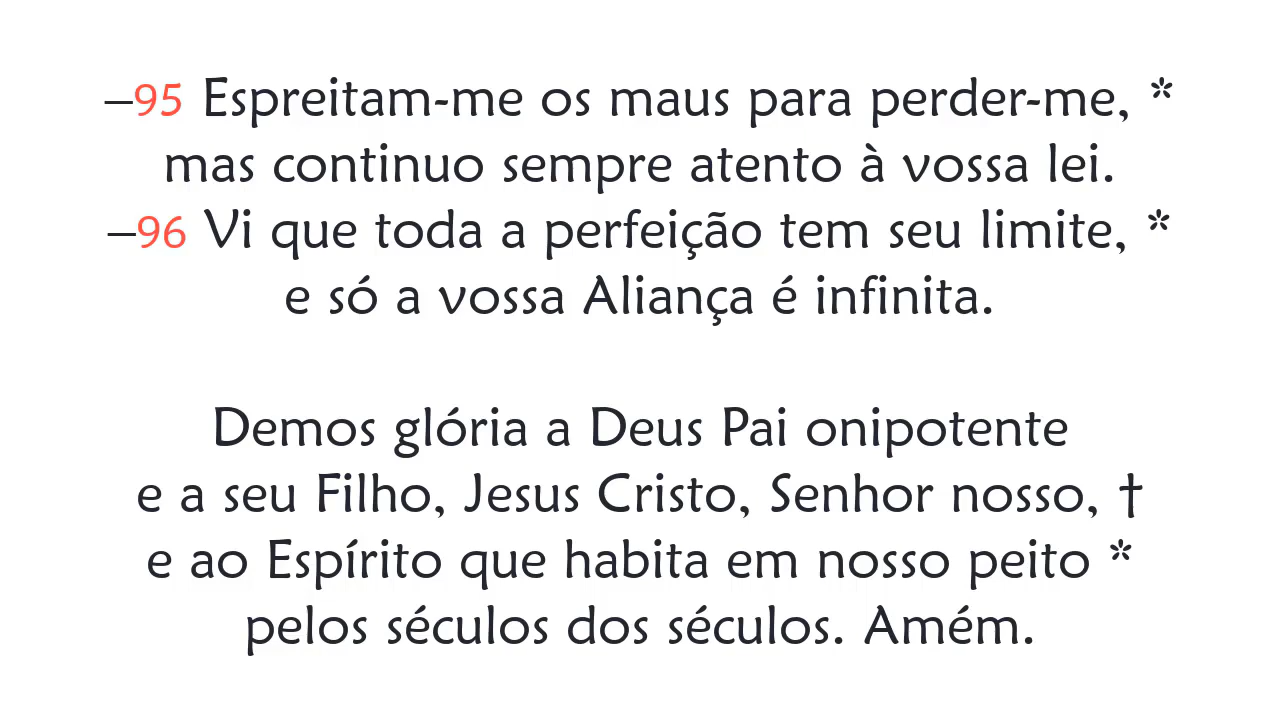 –95 Espreitam-me os maus para perder-me, *
mas continuo sempre atento à vossa lei.
–96 Vi que toda a perfeição tem seu limite, *
e só a vossa Aliança é infinita.
Demos glória a Deus Pai onipotente
e a seu Filho, Jesus Cristo, Senhor nosso, †
e ao Espírito que habita em nosso peito *
pelos séculos dos séculos. Amém.